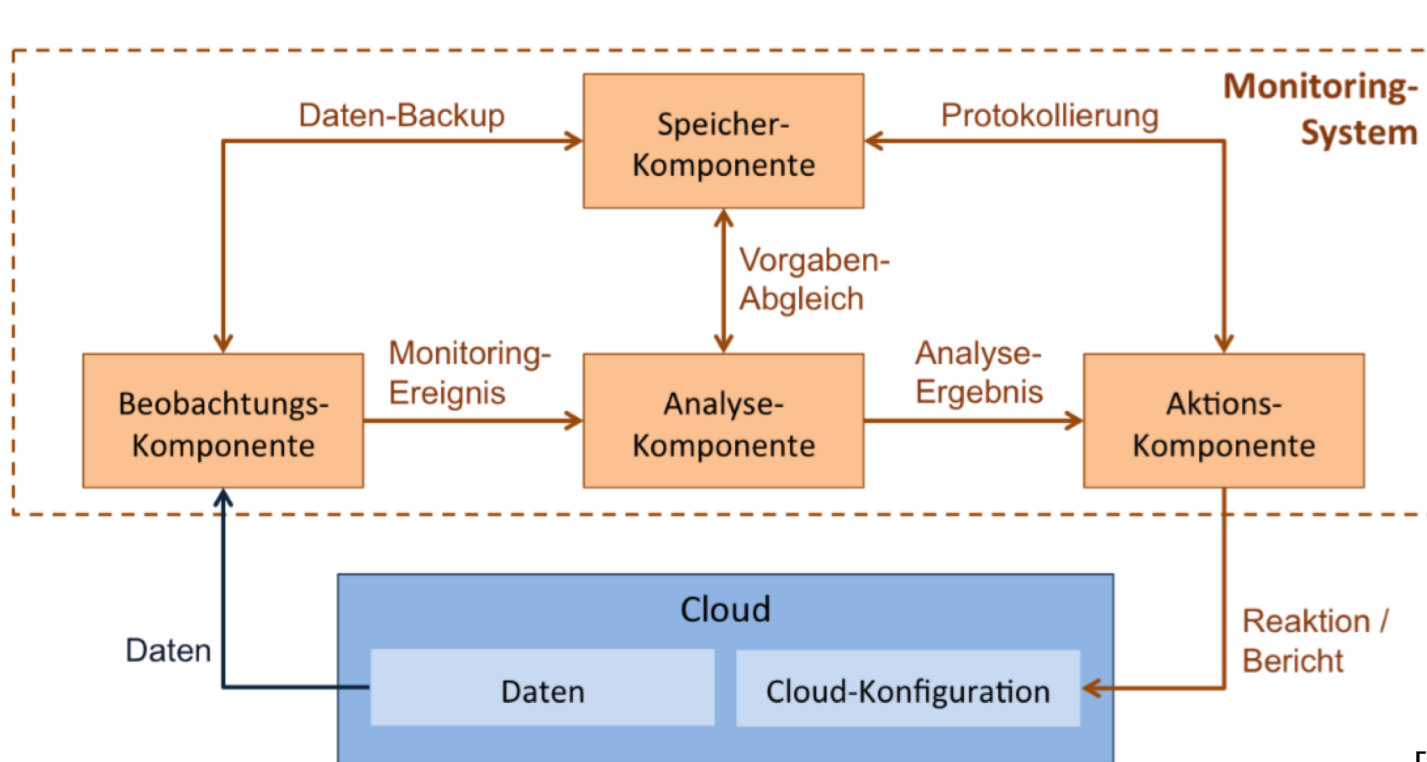 Monitoring-
System
Daten-Backup
Speicher-
Komponente
Protokollierung
Vorgaben-
Abgleich
Monitoring-
Ereignis
Analyse-
Ergebnis
Beobachtungs-
Komponente
Analyse-
Komponente
Aktions-
Komponente
Cloud
Daten
Daten
Cloud-Konfiguration
Reaktion /
Bericht